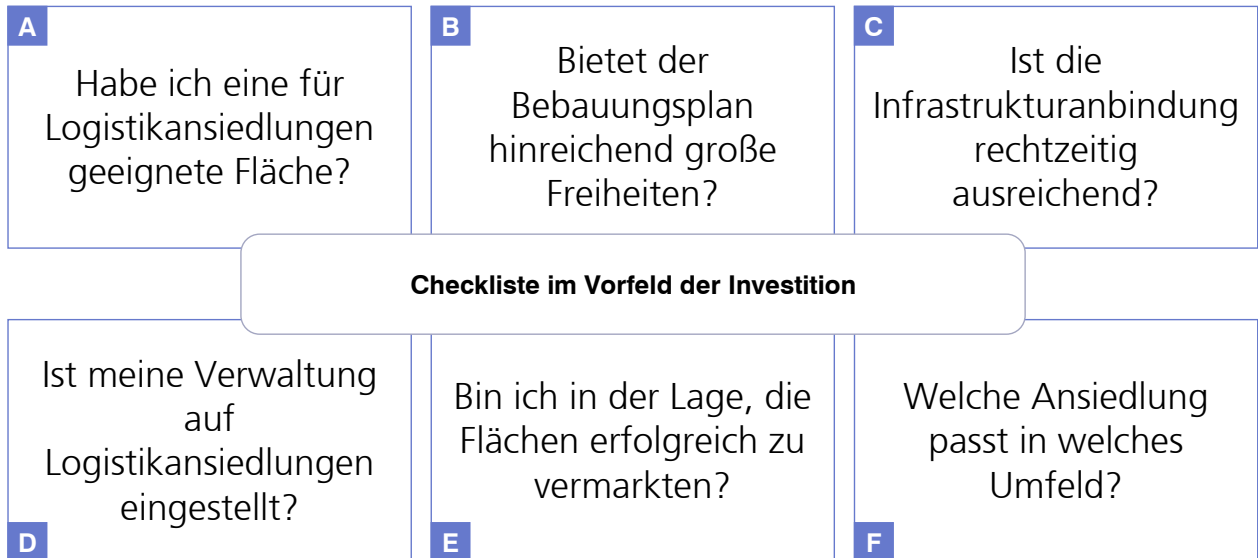 A
Habe ich eine für
Logistikansiedlungen
geeignete Fläche?
B
Bietet der
Bebauungsplan
hinreichend große
Freiheiten?
C
Ist die
Infrastrukturanbindung
rechtzeitig
ausreichend?
Checkliste im Vorfeld der Investition
Ist meine Verwaltung
auf
Logistikansiedlungen
eingestellt?
D
Bin ich in der Lage, die
Flächen erfolgreich zu
vermarkten?
E
Welche Ansiedlung
passt in welches
Umfeld?
F